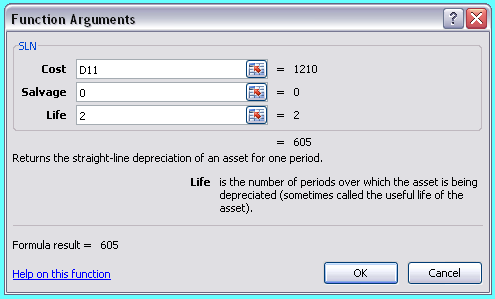 Function Arguments
SLN
Cost D11 = 1210
Salvage 0 = 0
Life 2 = 2
= 605
Returns the straight-line depreciation of an asset for one period.
Life is the number of periods over which the asset is being
depreciated (sometimes called the useful life of the
asset).
Formula result = 605
Help on this function OK Cancel